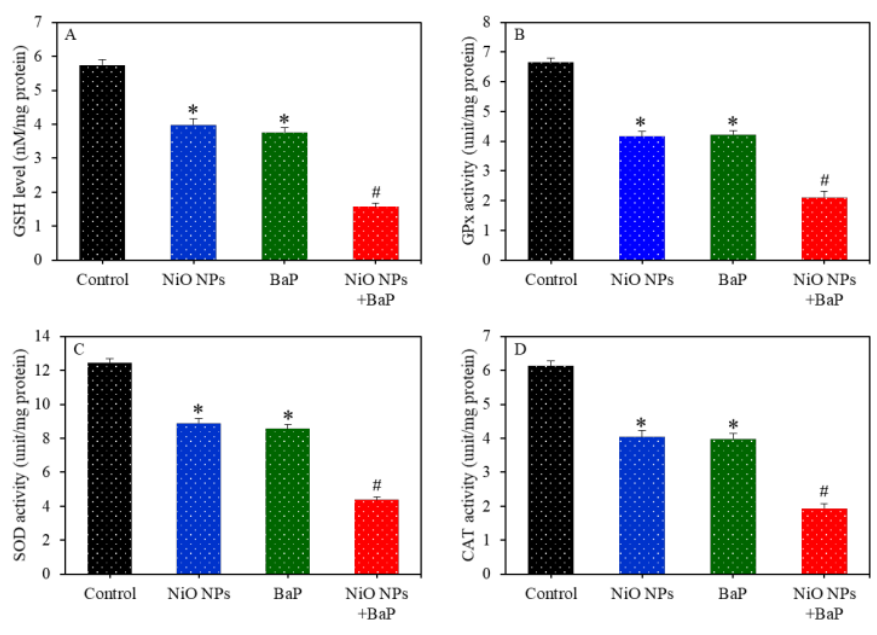 A
GSH level (nM/mg protein)
7
6
5
4
3
2
1
0
*
*
#
Control
NiO NPs
BaP
NiO NPs
+BaP
B
GPx activity (unit/mg protein)
8
7
6
5
4
3
2
1
0
*
*
#
Control
NiO NPs
BaP
NiO NPs
+BaP
C
SOD activity (unit/mg protein)
14
12
10
8
6
4
2
0
*
*
#
Control
NiO NPs
BaP
NiO NPs
+BaP
D
CAT activity (unit/mg protein)
7
6
5
4
3
2
1
0
*
*
#
Control
NiO NPs
BaP
NiO NPs
+BaP